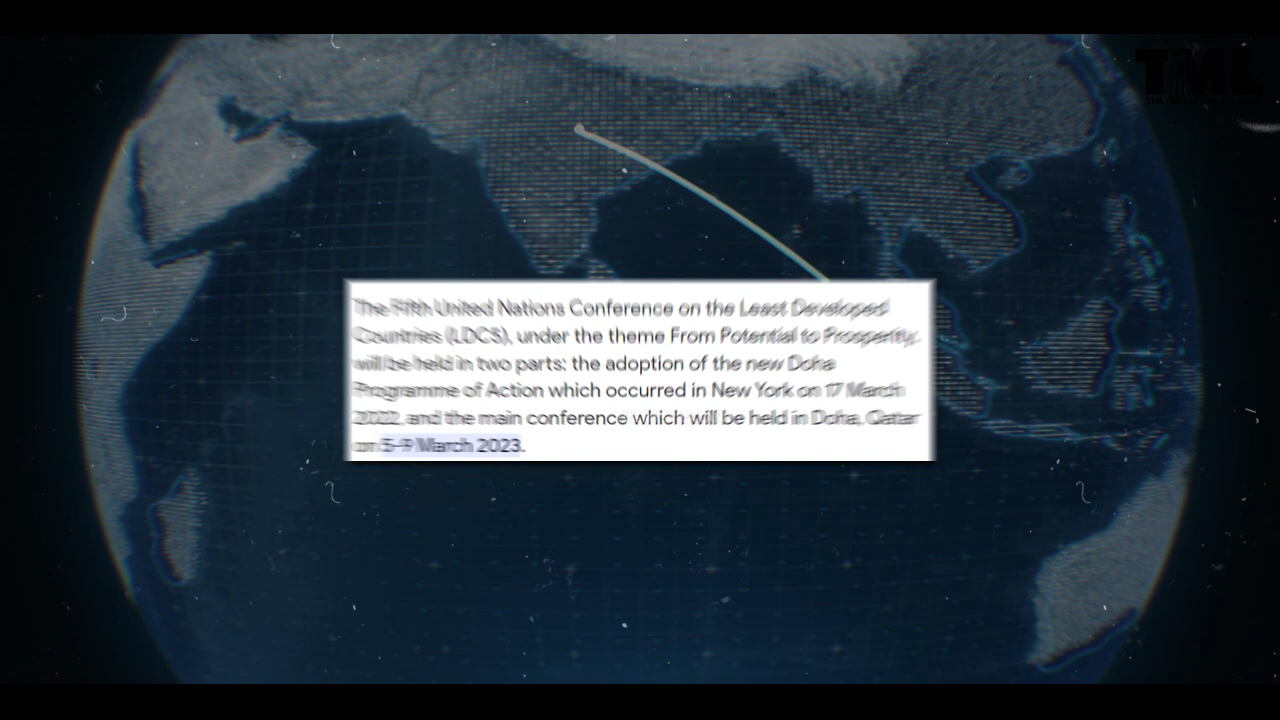 TML
The Fifth United Nations Conference on the Least Developed
Countries (LDC5), under the theme From Potential to Prosperity,
will be held in two parts: the adoption of the new Doha
Programme of Action which occurred in New York on 17 March
2022, and the main conference which will be held in Doha, Qatar
on 5-9 March 2023.